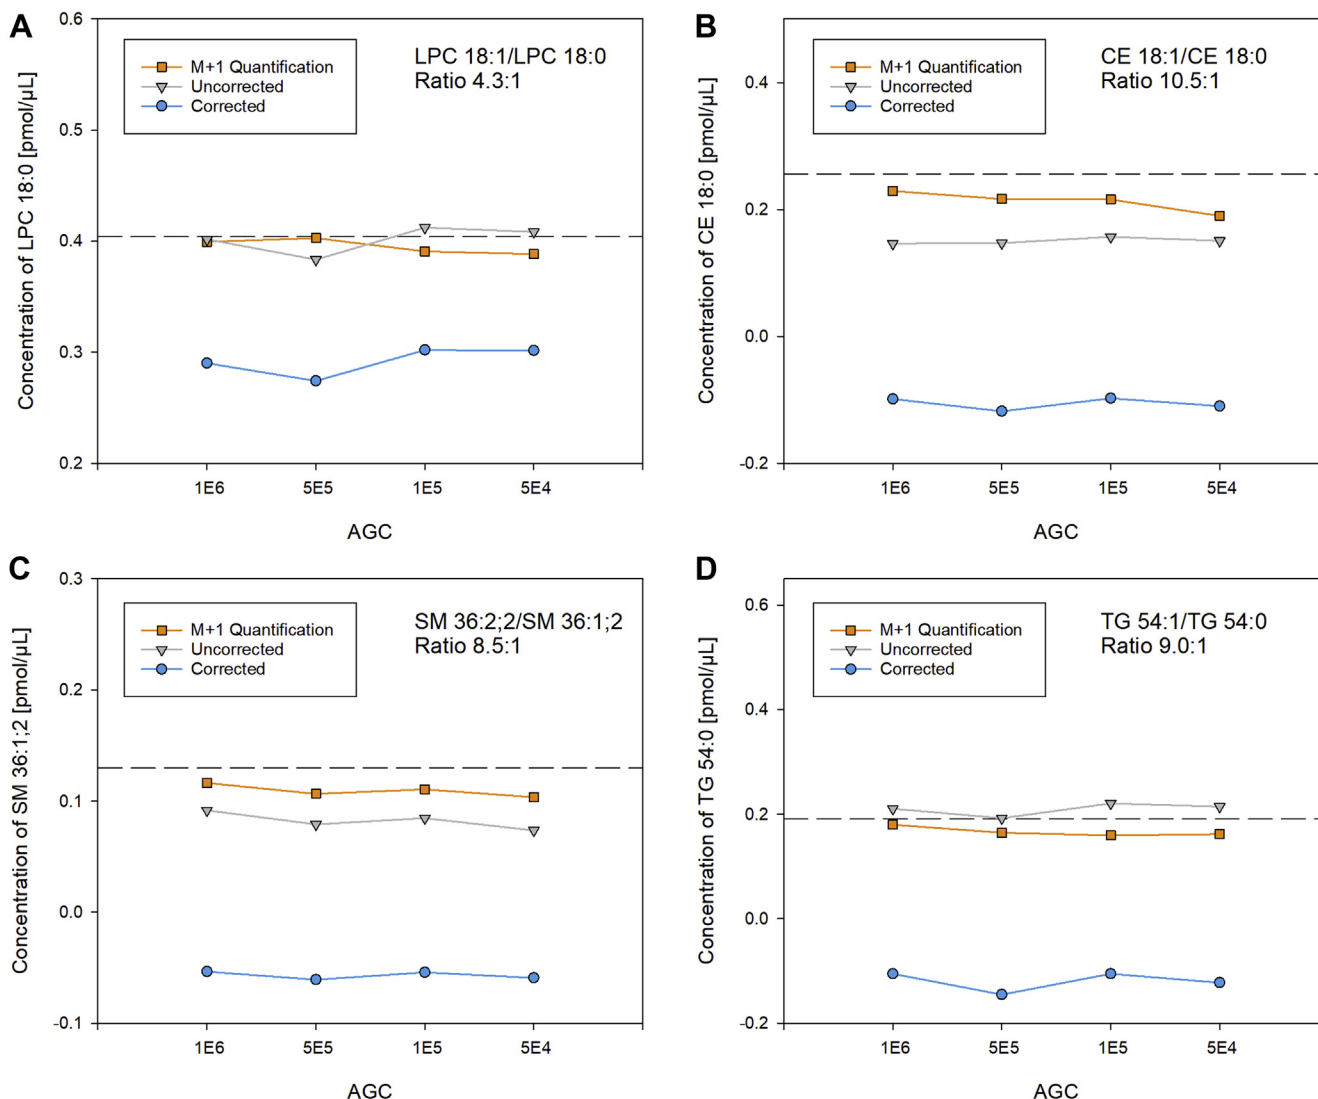 A
0.6
M+1 Quantification
Uncorrected
Corrected
LPC 18:1/LPC 18:0
Ratio 4.3:1
0.5
0.4
0.3
0.2
Concentration of LPC 18:0 [pmol/µL]
1E6 5E5 1E5 5E4
AGC
B
M+1 Quantification
Uncorrected
Corrected
CE 18:1/CE 18:0
Ratio 10.5:1
0.4
0.2
0.0
-0.2
Concentration of CE 18:0 [pmol/µL]
1E6 5E5 1E5 5E4
AGC
C
0.3
M+1 Quantification
Uncorrected
Corrected
SM 36:2;2/SM 36:1;2
Ratio 8.5:1
0.2
0.1
0.0
-0.1
Concentration of SM 36:1;2 [pmol/µL]
1E6 5E5 1E5 5E4
AGC
D
0.6
M+1 Quantification
Uncorrected
Corrected
TG 54:1/TG 54:0
Ratio 9.0:1
0.4
0.2
0.0
-0.2
Concentration of TG 54:0 [pmol/µL]
1E6 5E5 1E5 5E4
AGC